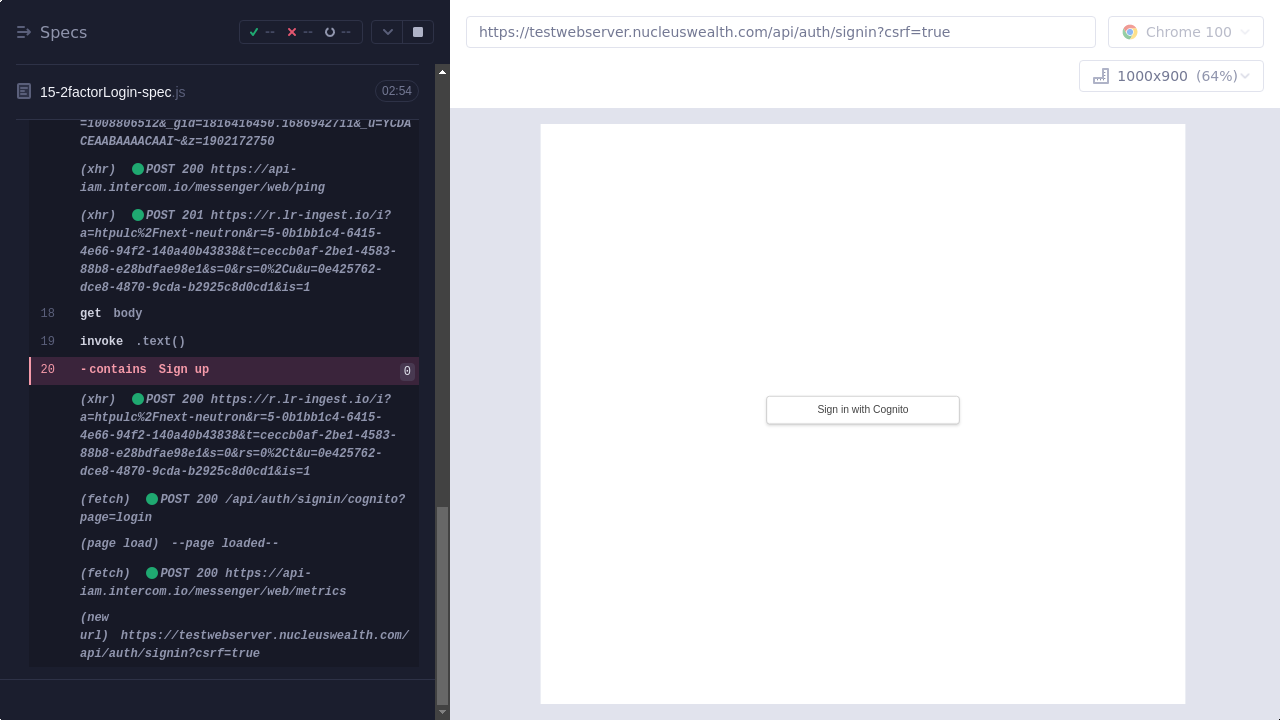 Specs
--
--
--
https://testwebserver.nucleuswealth.com/api/auth/signin?csrf=true
Chrome 100
1000x900 (64%)
15-2factorLogin-spec.js
02:54
=1008806512&_gid=1816416450.1686942711&_u=YCDA
CEAABAAAACAAI~&z=1902172750
(xhr) POST 200 https://api-
iam.intercom.io/messenger/web/ping
(xhr) POST 201 https://r.lr-ingest.io/i?
a=htpulc%2Fnext-neutron&r=5-0b1bb1c4-6415-
4e66-94f2-140a40b43838&t=ceccb0af-2be1-4583-
88b8-e28bdfae98e1&s=0&rs=0%2Cu&u=0e425762-
dce8-4870-9cda-b2925c8d0cd1&is=1
18 get body
19 invoke .text()
20 -contains Sign up 0
(xhr) POST 200 https://r.lr-ingest.io/i?
a=htpulc%2Fnext-neutron&r=5-0b1bb1c4-6415-
4e66-94f2-140a40b43838&t=ceccb0af-2be1-4583-
88b8-e28bdfae98e1&s=0&rs=0%2Ct&u=0e425762-
dce8-4870-9cda-b2925c8d0cd1&is=1
(fetch) POST 200 /api/auth/signin/cognito?
page=login
(page load) --page loaded--
(fetch) POST 200 https://api-
iam.intercom.io/messenger/web/metrics
(new
url) https://testwebserver.nucleuswealth.com/
api/auth/signin?csrf=true
Sign in with Cognito